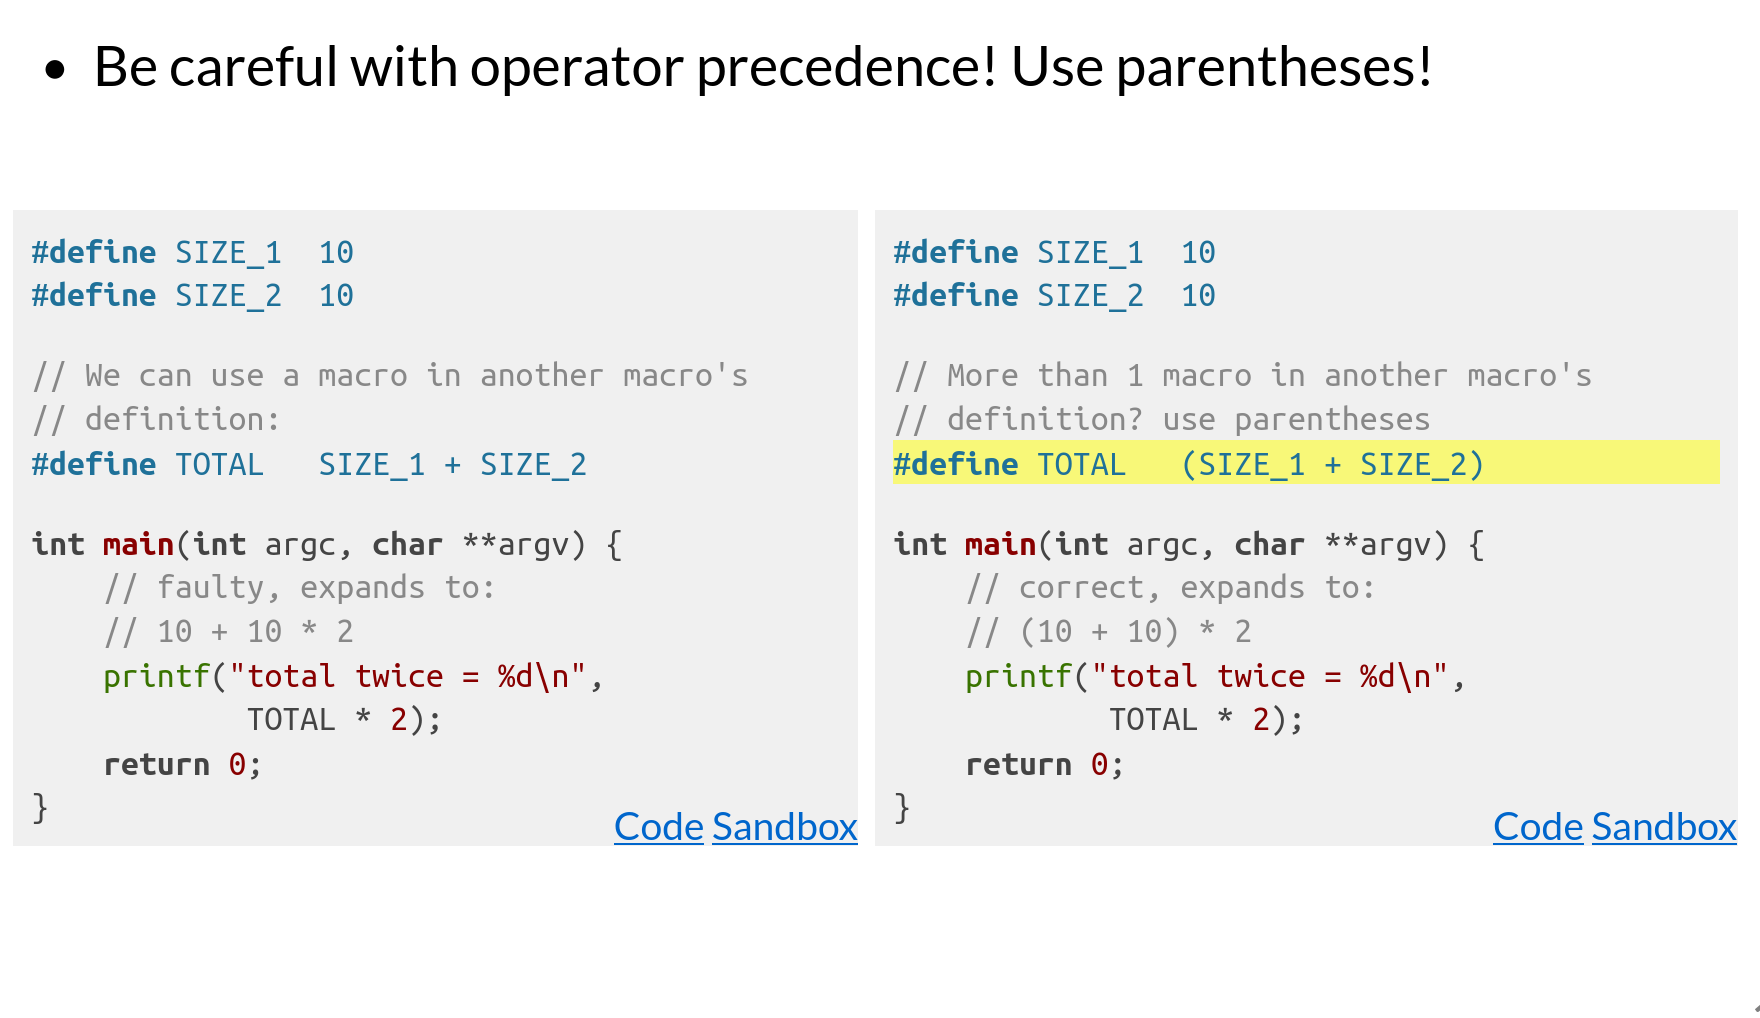 • Be careful with operator precedence! Use parentheses!
#define SIZE_1  10
#define SIZE_2  10
// We can use a macro in another macro's
// definition:
#define TOTAL   SIZE_1 + SIZE_2
int main(int argc, char **argv) {
    // faulty, expands to:
    // 10 + 10 * 2
    printf("total twice = %d\n",
            TOTAL * 2);
    return 0;
}
Code Sandbox
#define SIZE_1  10
#define SIZE_2  10
// More than 1 macro in another macro's
// definition? use parentheses
#define TOTAL   (SIZE_1 + SIZE_2)
int main(int argc, char **argv) {
    // correct, expands to:
    // (10 + 10) * 2
    printf("total twice = %d\n",
            TOTAL * 2);
    return 0;
}
Code Sandbox